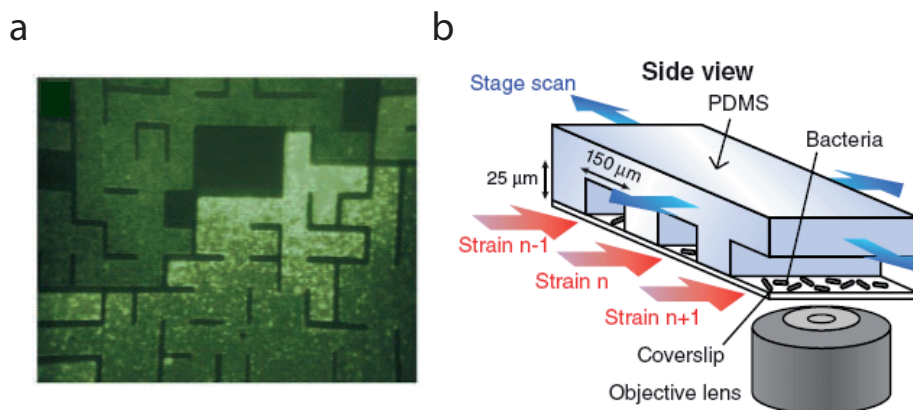 a
b
Side view
Stage scan
PDMS
Bacteria
150 µm
25 µm
Strain n-1
Strain n
Strain n+1
Coverslip
Objective lens